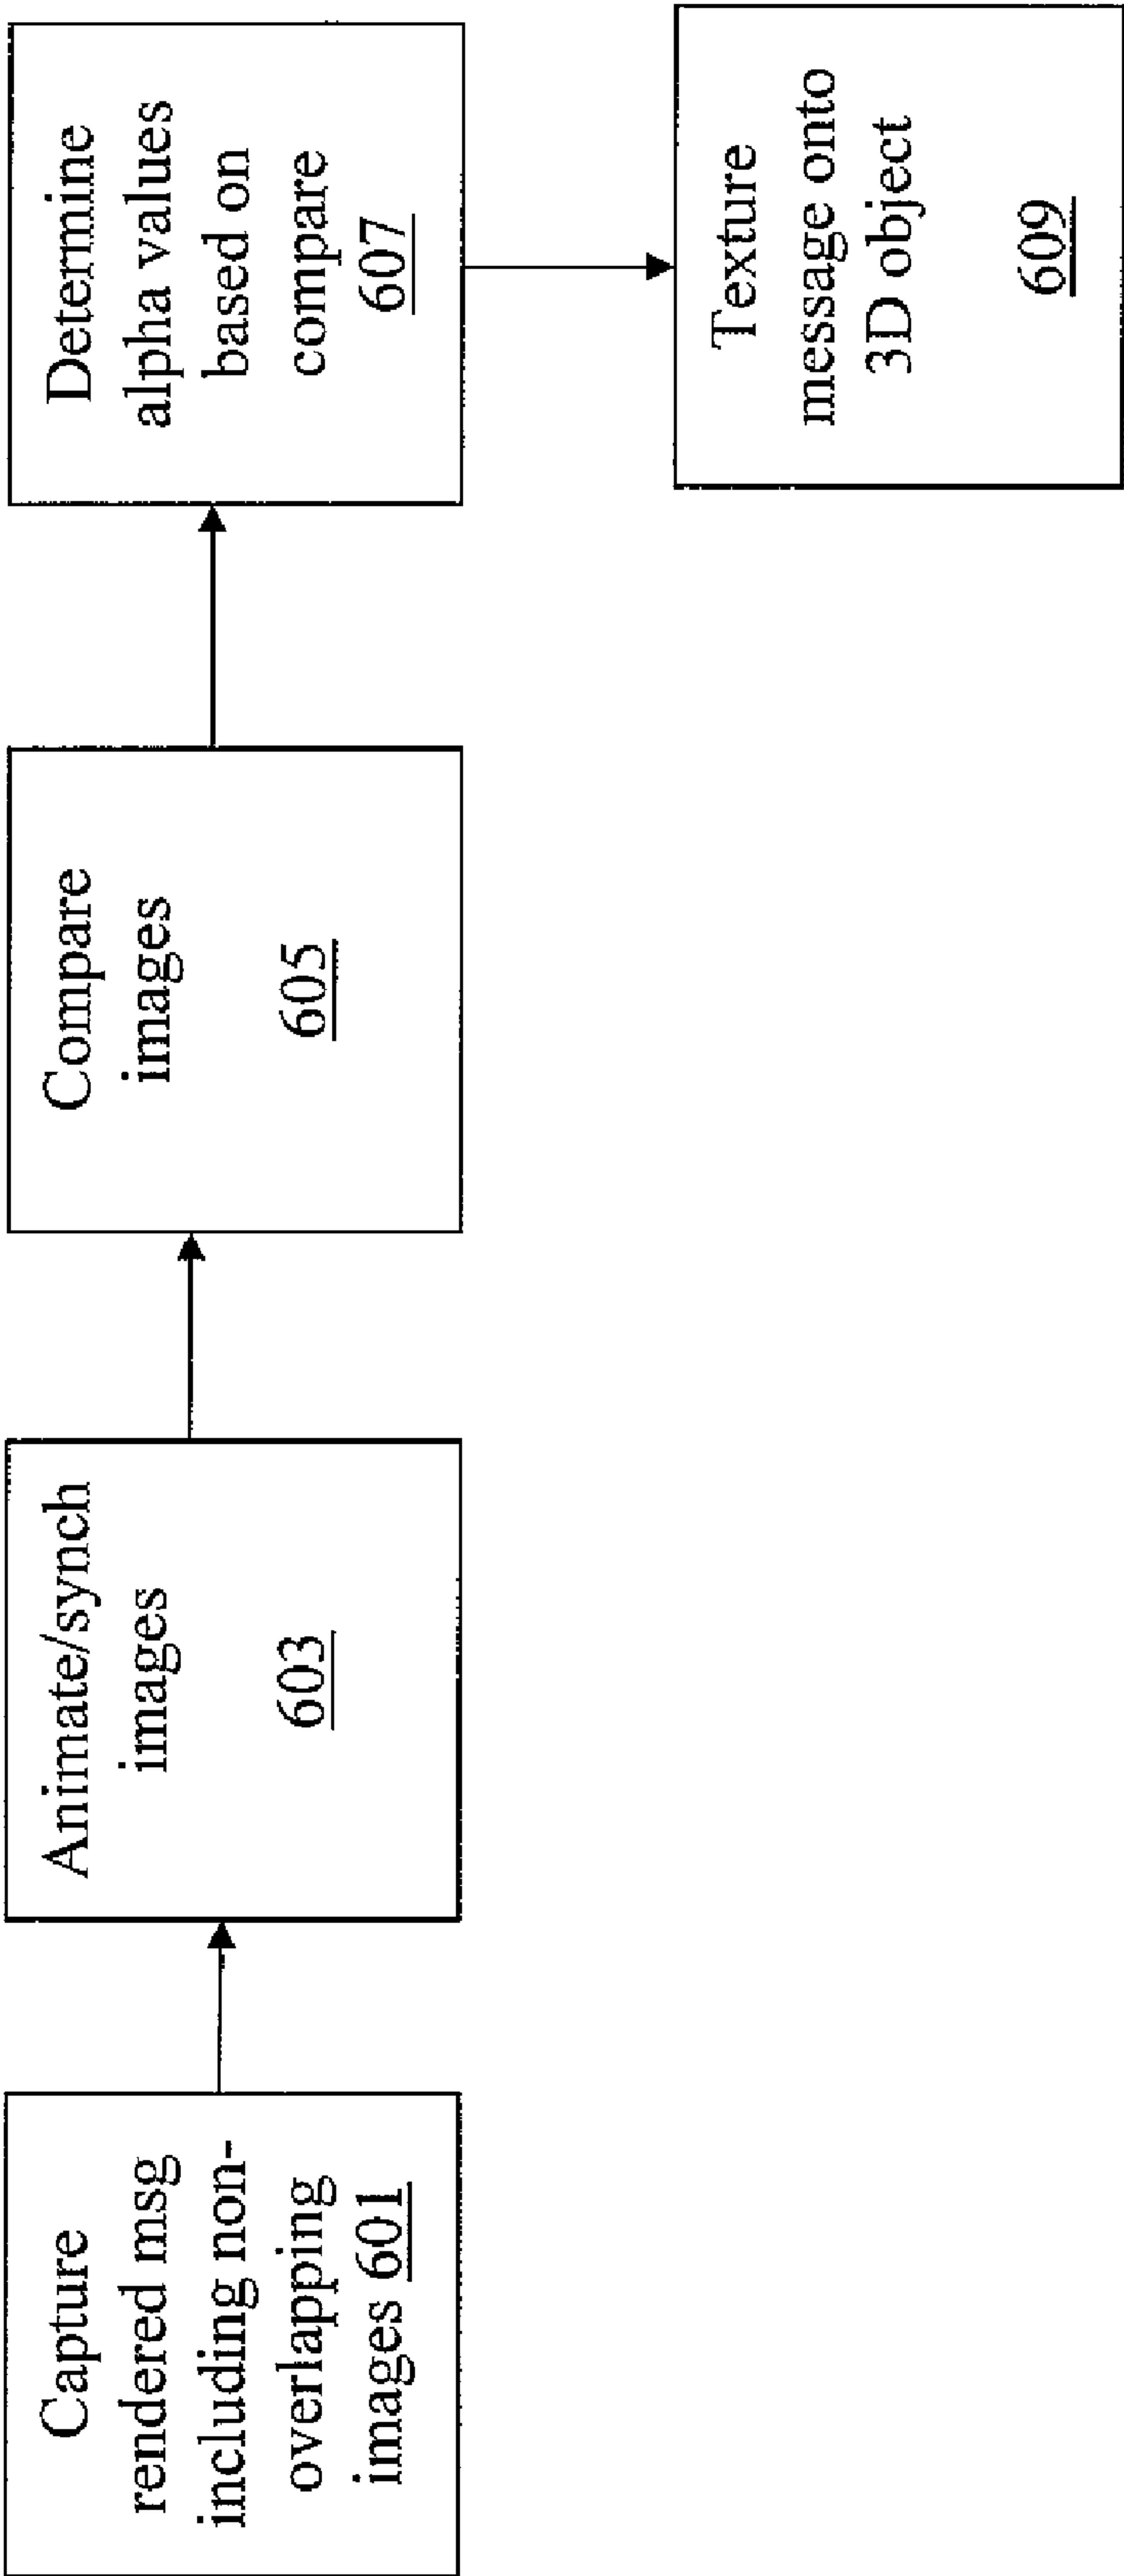 Capture
rendered msg
including non-
overlapping
images 601
Animate/synch
images
603
Compare
images
605
Determine
alpha values
based on
compare
607
Texture
message onto
3D object
609